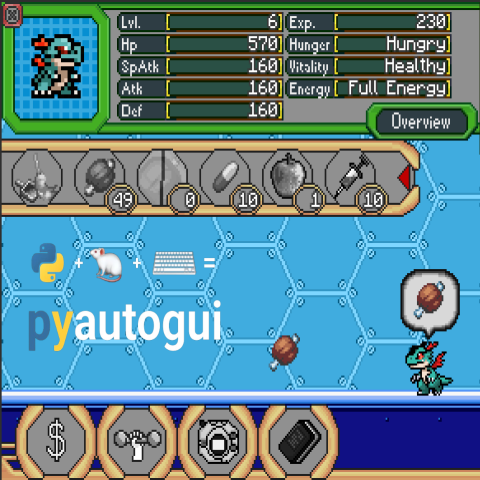 Lvl. 6 Exp. 230
Hp 570 Hunger Hungry
SpAtk 160 Vitality Healthy
Atk 160 Energy Full Energy
Def 160
Overview
49 0 10 1 10
+ + =
pyautogui
$